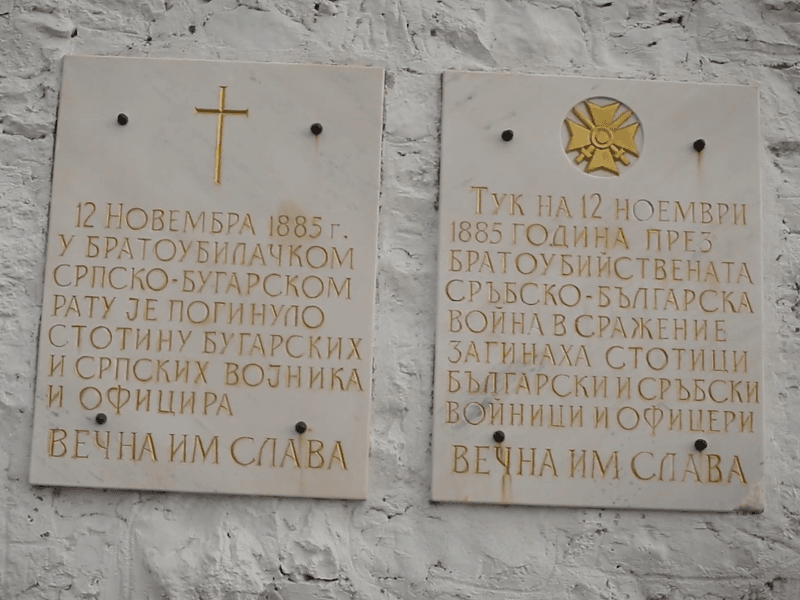 12 НОВЕМБРА 1885 г.
У БРАТОУБИЛАЧКОМ
СРПСКО-БУГАРСКОМ
РАТУ ЈЕ ПОГИНУЛО
СТОТИНУ БУГАРСКИХ
И СРПСКИХ ВОЈНИКА
И ОФИЦИРА
ВЕЧНА ИМ СЛАВА
ТУК НА 12 НОЕМВРИ
1885 ГОДИНА ПРЕЗ
БРАТОУБИЙСТВЕНАТА
СРЪБСКО-БЪЛГАРСКА
ВОЙНА В СРАЖЕНИЕ
ЗАГИНАХА СТОТИЦИ
БЪЛГАРСКИ И СРЪБСКИ
ВОЙНИЦИ И ОФИЦЕРИ
ВЕЧНА ИМ СЛАВА